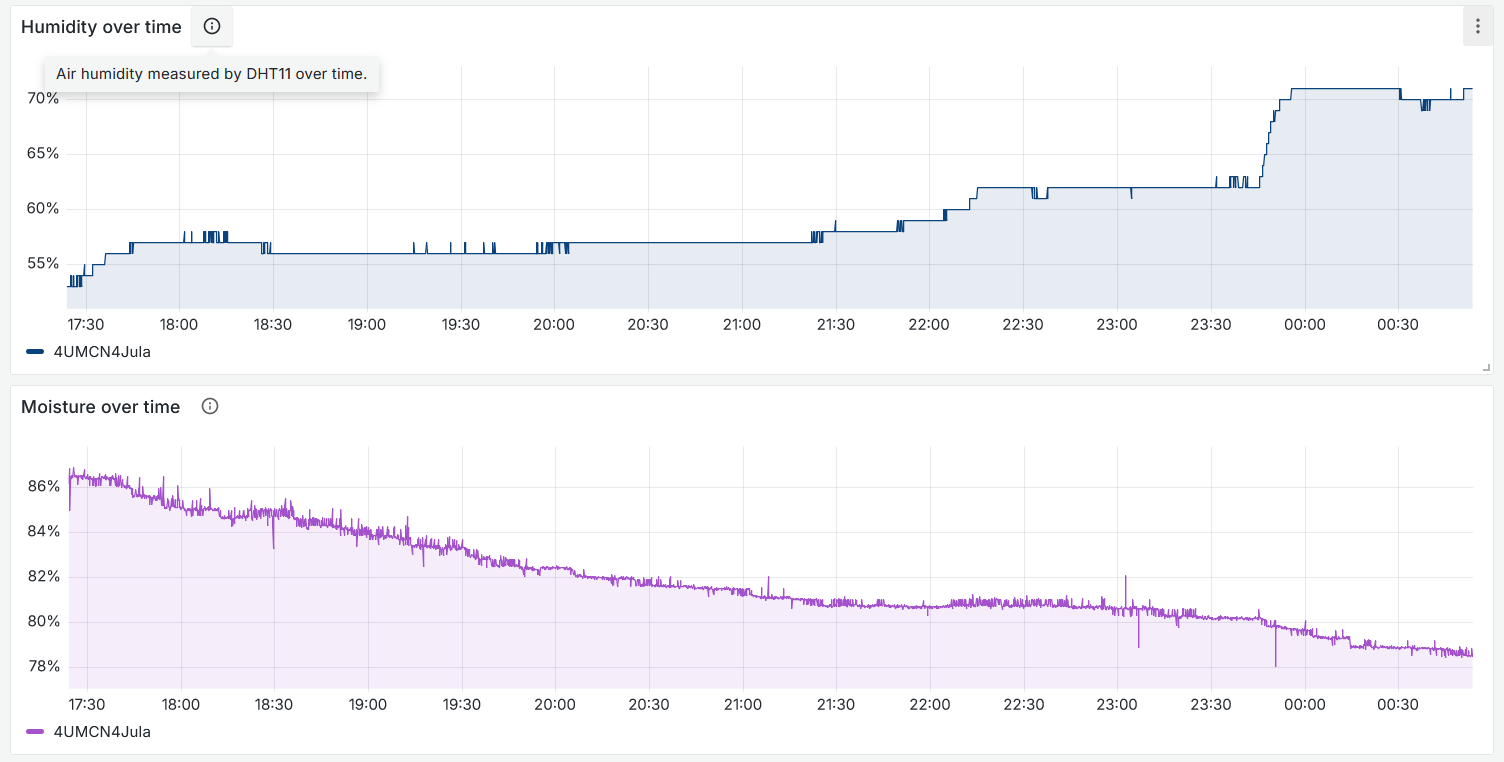 Humidity over time
Air humidity measured by DHT11 over time.
70%
65%
60%
55%
17:30 18:00 18:30 19:00 19:30 20:00 20:30 21:00 21:30 22:00 22:30 23:00 23:30 00:00 00:30
4UMCN4Jula
Moisture over time
86%
84%
82%
80%
78%
17:30 18:00 18:30 19:00 19:30 20:00 20:30 21:00 21:30 22:00 22:30 23:00 23:30 00:00 00:30
4UMCN4Jula